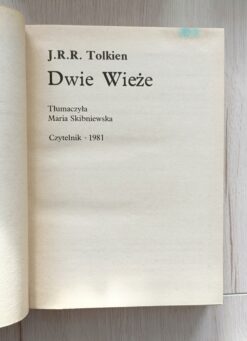 J.R.R. Tolkien
Dwie Wieże
Tłumaczyła
Maria Skibniewska
Czytelnik · 1981